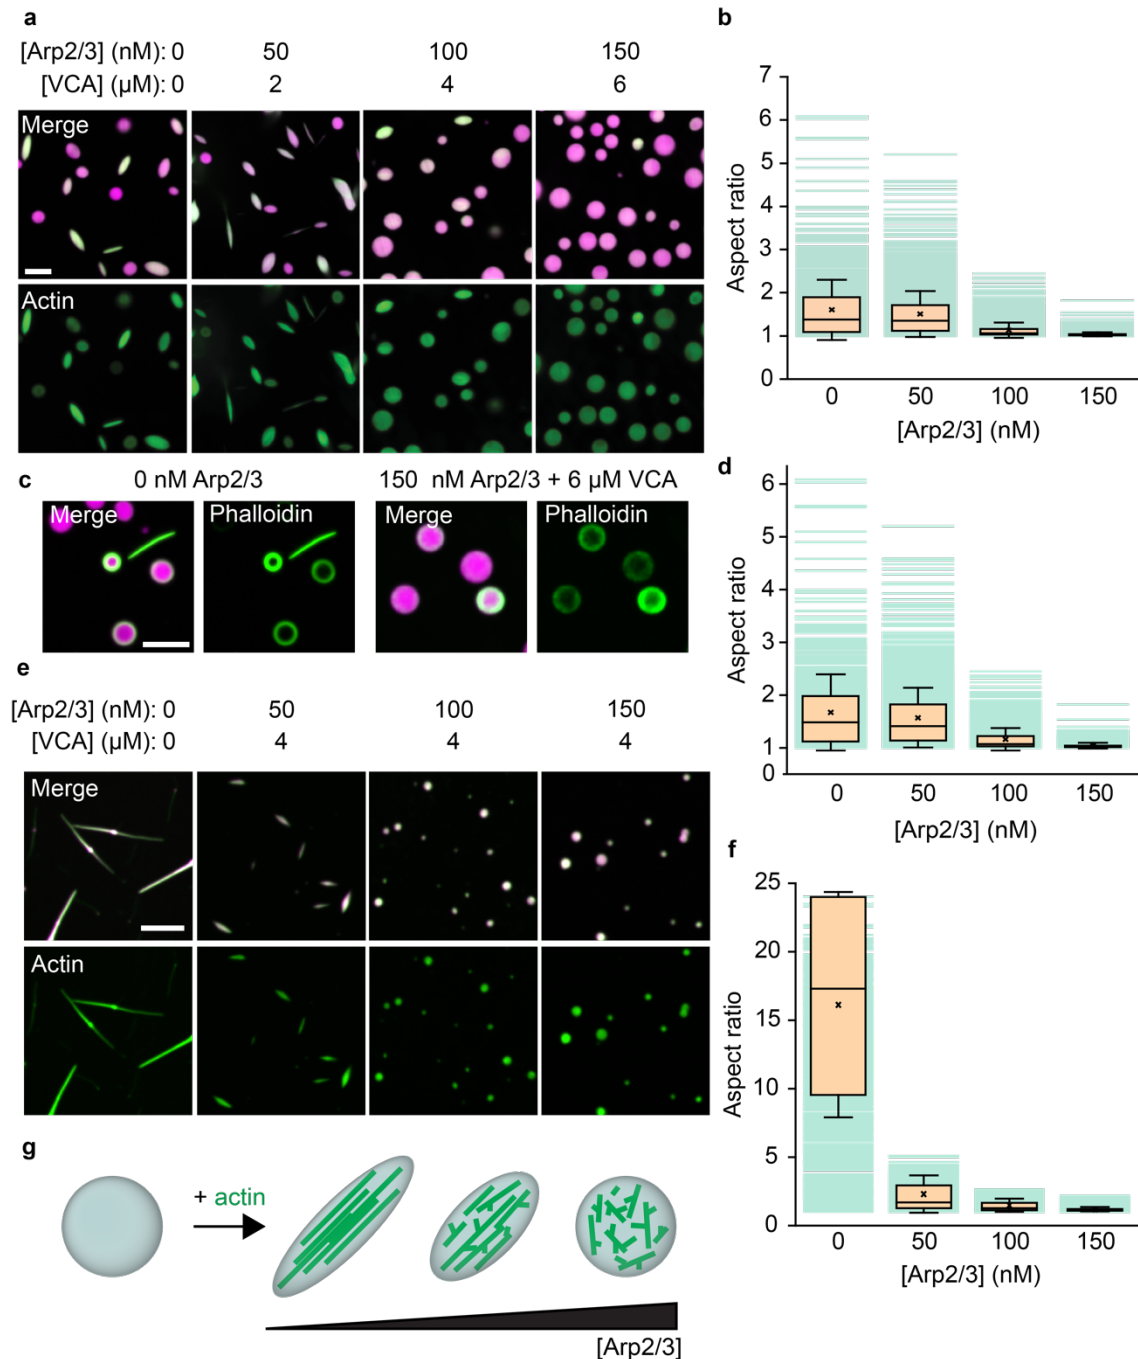 a
[Arp2/3] (nM): 0 50 100 150
[VCA] (µM): 0 2 4 6
Merge
Actin
b
7
6
5
4
3
2
1
0
Aspect ratio
0 50 100 150
[Arp2/3] (nM)
c
0 nM Arp2/3 150 nM Arp2/3 + 6 µM VCA
Merge Phalloidin Merge Phalloidin
d
6
5
4
3
2
1
0
Aspect ratio
0 50 100 150
[Arp2/3] (nM)
e
[Arp2/3] (nM): 0 50 100 150
[VCA] (µM): 0 4 4 4
Merge
Actin
f
25
20
15
10
5
0
Aspect ratio
0 50 100 150
[Arp2/3] (nM)
g
+ actin
[Arp2/3]